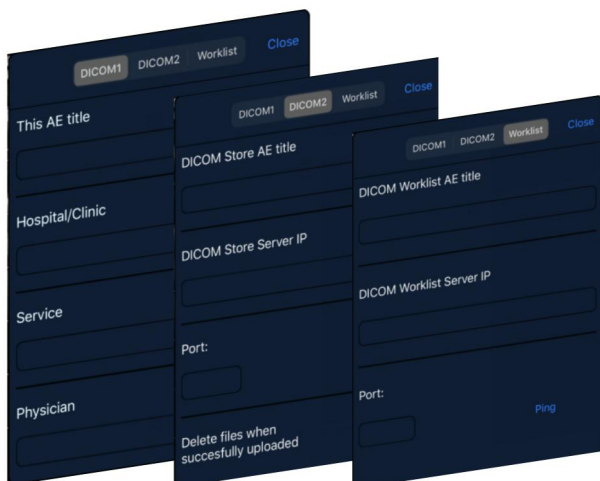 DICOM1 DICOM2 Worklist Close
This AE title
Hospital/Clinic
Service
Physician
DICOM1 DICOM2 Worklist Close
DICOM Store AE title
DICOM Store Server IP
Port:
Delete files when
succesfully uploaded
DICOM1 DICOM2 Worklist Close
DICOM Worklist AE title
DICOM Worklist Server IP
Port:
Ping